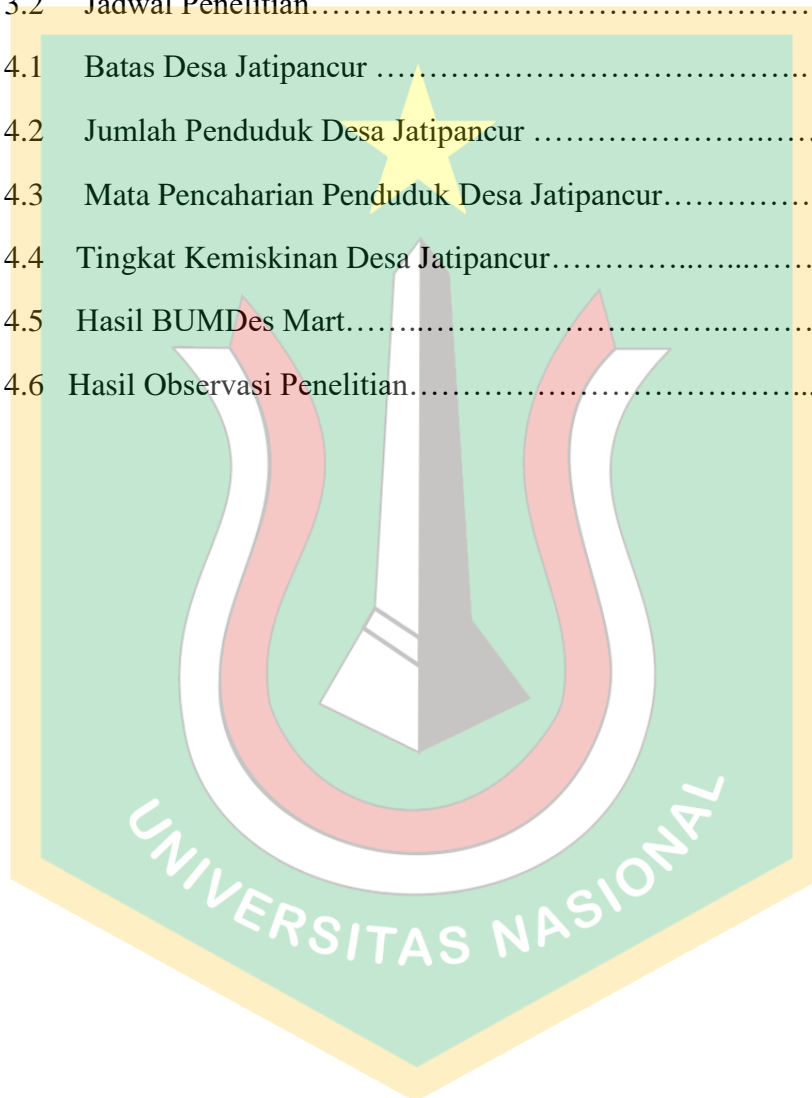 3.2 Jadwal Penelitian……………………………………………
4.1 Batas Desa Jatipancur …………………………………..
4.2 Jumlah Penduduk Desa Jatipancur ………………….…..
4.3 Mata Pencaharian Penduduk Desa Jatipancur……………
4.4 Tingkat Kemiskinan Desa Jatipancur…………..…...……
4.5 Hasil BUMDes Mart……..………………………..………
4.6 Hasil Observasi Penelitian………………………………...
UNIVERSITAS NASIONAL